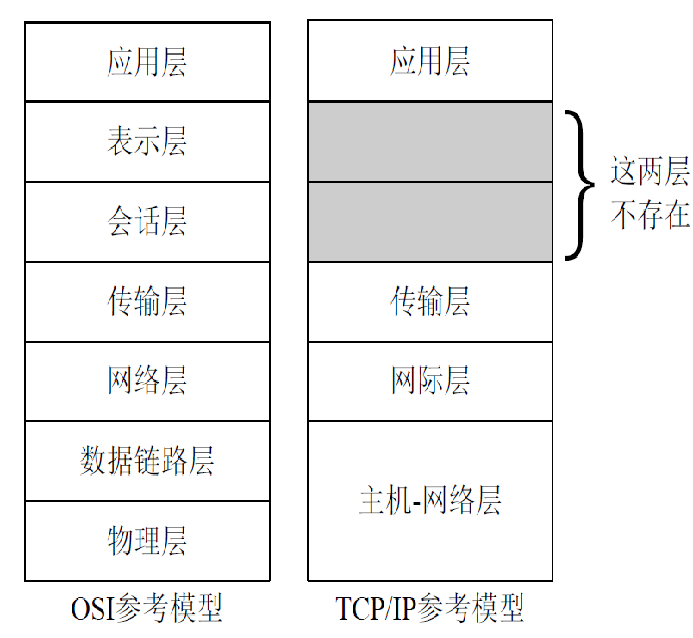 应用层
表示层
会话层
传输层
网络层
数据链路层
物理层
OSI参考模型
应用层
传输层
网际层
主机-网络层
TCP/IP参考模型
这两层
不存在